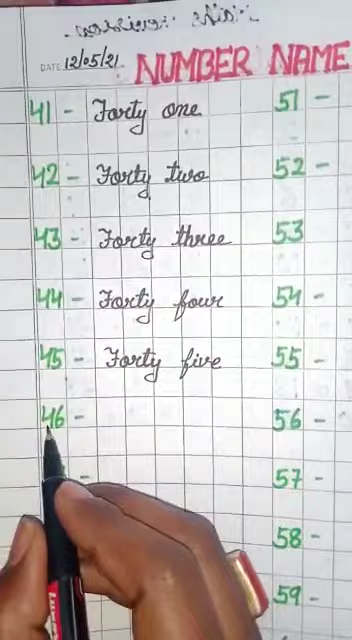 DATE 12/05/21
NUMBER NAME
41 - Forty one 51 -
42 - Forty two 52 -
43 - Forty three 53
44 - Forty four 54 -
45 - Forty five 55 -
46 - 56 -
- 57 -
58 -
59 -